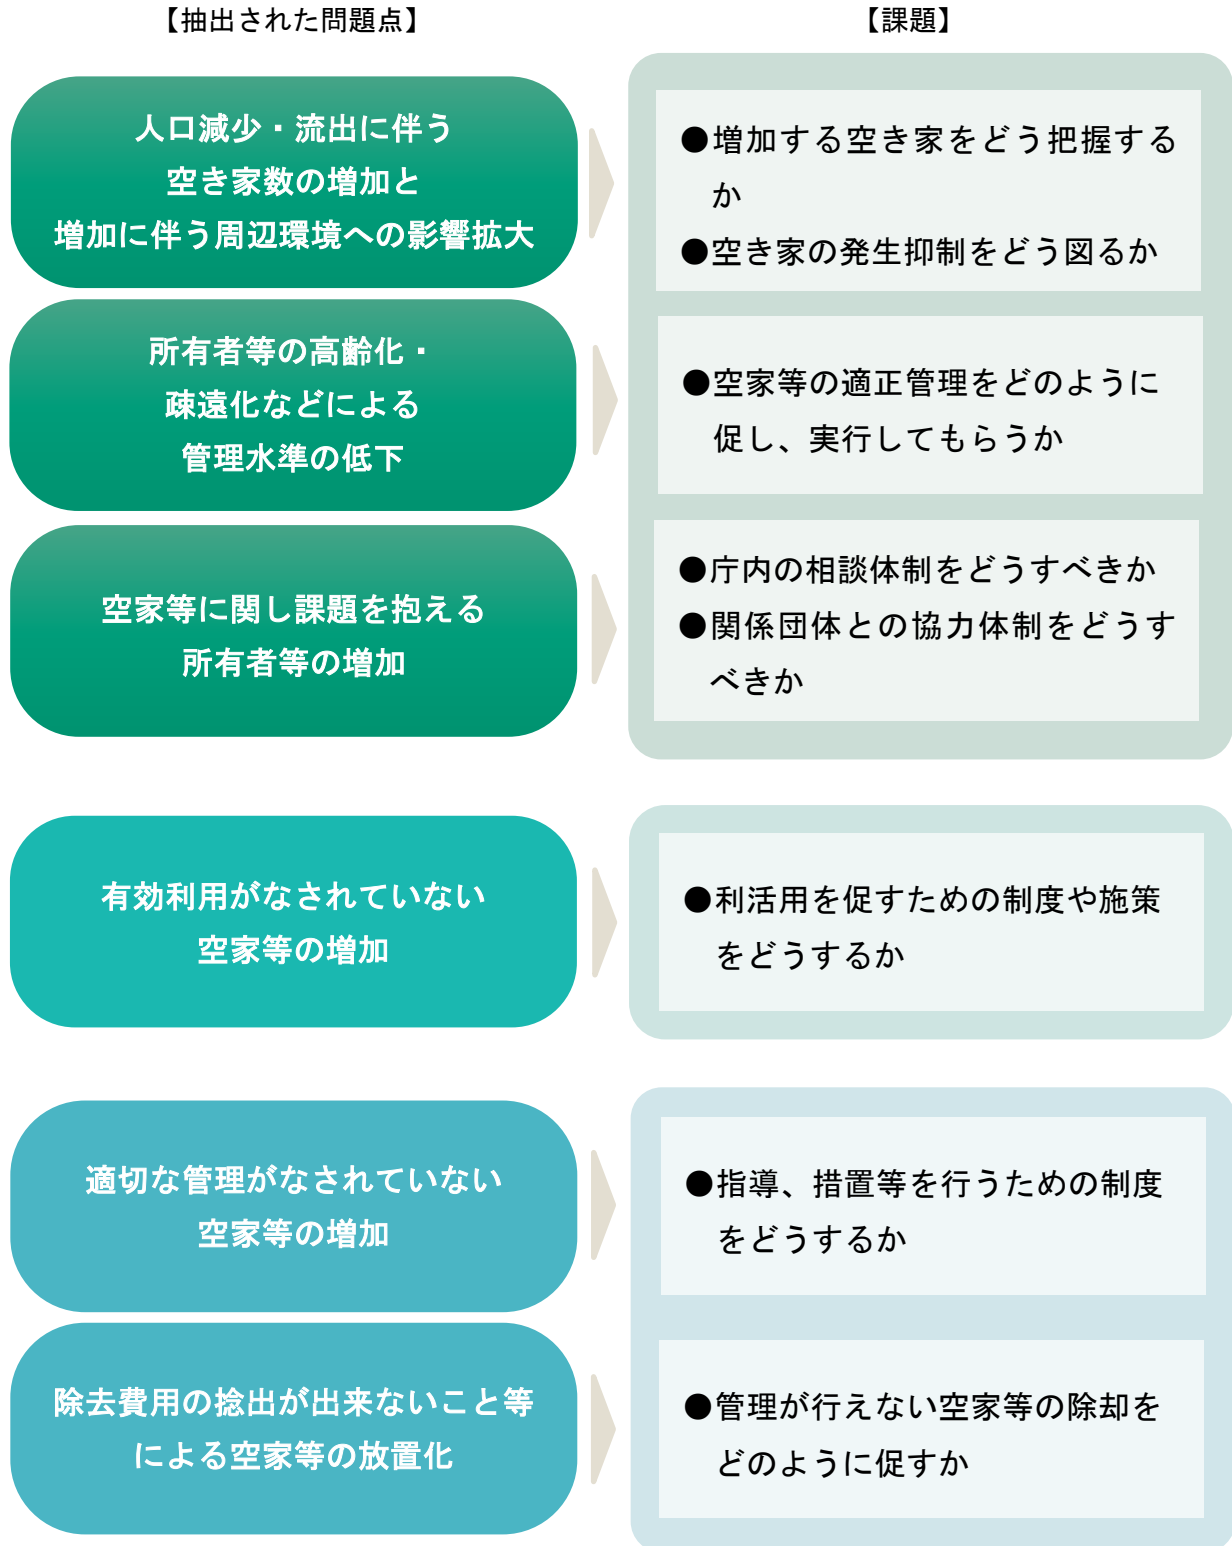 【抽出された問題点】
【課題】
人口減少・流出に伴う
空き家数の増加と
増加に伴う周辺環境への影響拡大
●増加する空き家をどう把握する
か
●空き家の発生抑制をどう図るか
所有者等の高齢化・
疎遠化などによる
管理水準の低下
●空家等の適正管理をどのように
促し、実行してもらうか
空家等に関し課題を抱える
所有者等の増加
●庁内の相談体制をどうすべきか
●関係団体との協力体制をどうす
べきか
有効利用がなされていない
空家等の増加
●利活用を促すための制度や施策
をどうするか
適切な管理がなされていない
空家等の増加
●指導、措置等を行うための制度
をどうするか
除去費用の捻出が出来ないこと等
による空家等の放置化
●管理が行えない空家等の除却を
どのように促すか